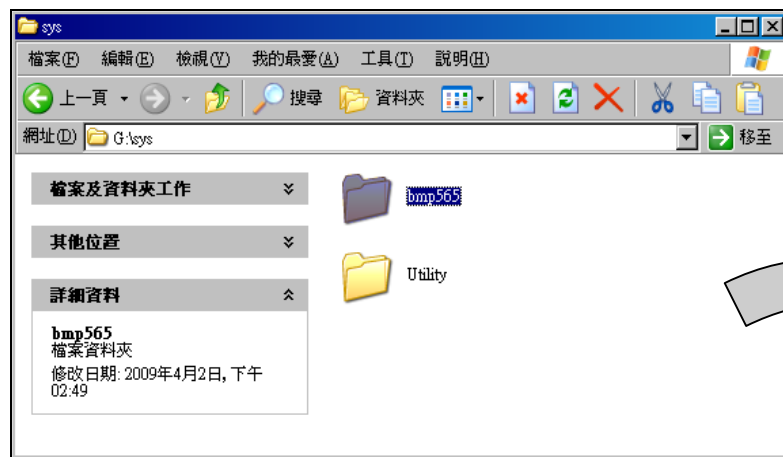 sys
檔案(F) 編輯(E) 檢視(V) 我的最愛(A) 工具(T) 說明(H)
上一頁 搜尋 資料夾
網址(D) G:\sys 移至
檔案及資料夾工作
其他位置
詳細資料
bmp565
檔案資料夾
修改日期: 2009年4月2日, 下午
02:49
bmp565
Utility